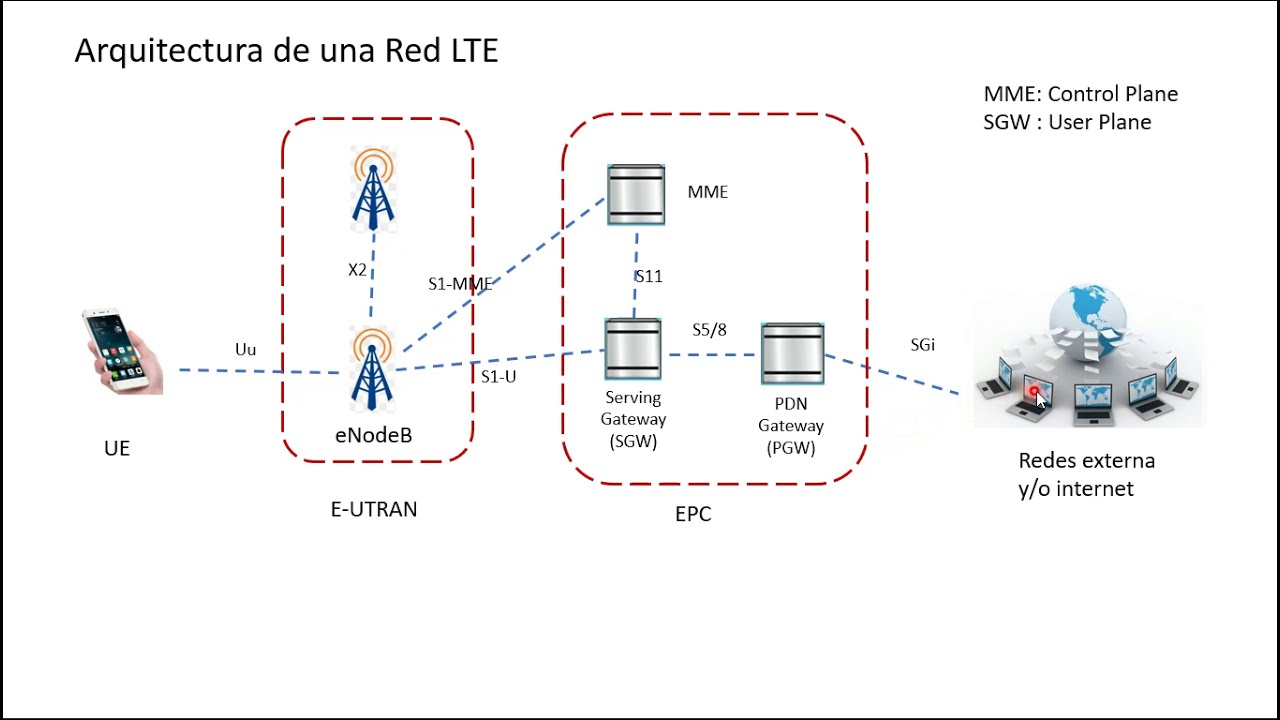 Arquitectura de una Red LTE
MME: Control Plane
SGW : User Plane
MME
X2
S1-MME
S11
Uu
S1-U
S5/8
SGi
Serving
Gateway
(SGW)
PDN
Gateway
(PGW)
eNodeB
UE
Redes externa
y/o internet
E-UTRAN
EPC